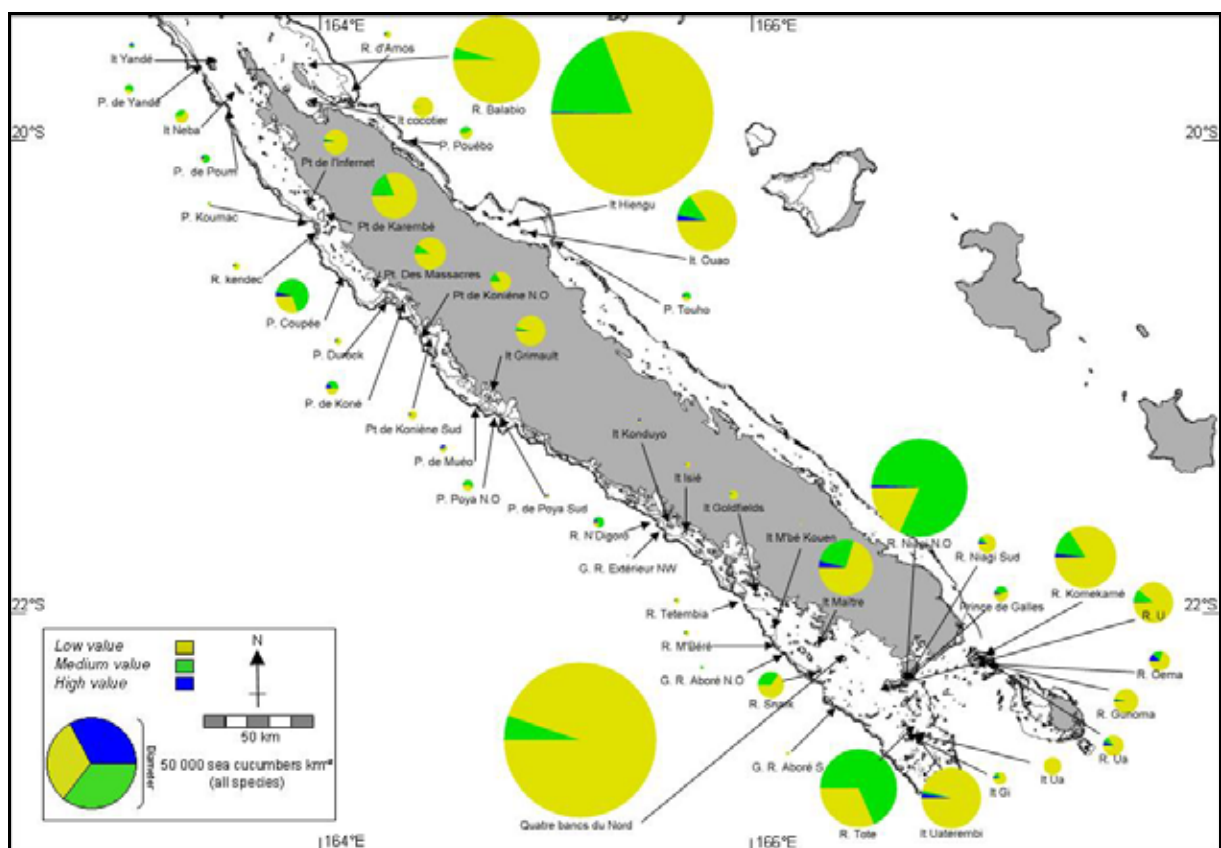 164°E
166°E
It Yandé
R. d'Amos
P. de Yandé
R. Balabio
It Neba
It cocotier
20°S
20°S
P. Pouébo
P. de Poum
Pt de l'Infernet
P. Koumac
Pt de Karembé
It Hiengu
R. kendec
It. Ouao
Pt. Des Massacres
P. Coupée
Pt de Koniène N.O
P. Touho
P. Durock
It Grimault
P. de Koné
Pt de Koniène Sud
It Konduyo
P. de Muéo
It Isié
P. Poya N.O
P. de Poya Sud
It Goldfields
R. N'Digoro
It M'bé Kouen
R. Niagi N.O
R. Niagi Sud
G. R. Extérieur NW
It Maître
Prince de Galles
R. Komekamé
22°S
22°S
R. Tetembia
R. U
R. M'Béré
R. Oema
G. R. Aboré N.O
R. Snark
R. Gunoma
R. Ua
G. R. Aboré S.
It Ua
It Gi
Quatre bancs du Nord
R. Tote
It Uaterembi
Low value
Medium value
High value
N
50 km
Diameter
50 000 sea cucumbers km⁻²
(all species)
164°E
166°E